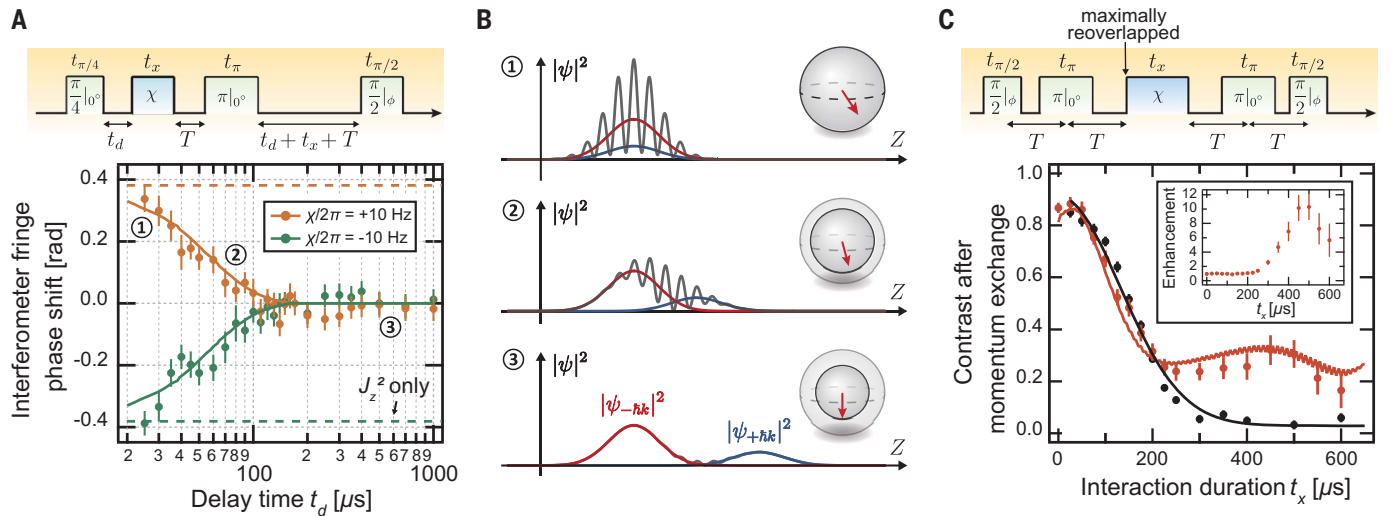 A
t_{π/4}
t_x
t_π
t_{π/2}
π/4|_{0°}
χ
π|_{0°}
π/2|_ϕ
t_d
T
t_d + t_x + T
Interferometer fringe
phase shift [rad]
0.4
0.2
0.0
-0.2
-0.4
①
②
③
χ/2π = +10 Hz
χ/2π = -10 Hz
J_z² only
2 3 4 5 6 7 8 9 100 2 3 4 5 6 7 8 9 1000
Delay time t_d [μs]
B
①
|ψ|²
Z
②
|ψ|²
Z
③
|ψ|²
|ψ_{-ℏk}|²
|ψ_{+ℏk}|²
Z
C
maximally
reoverlapped
t_{π/2}
t_π
t_x
t_π
t_{π/2}
π/2|_ϕ
π|_{0°}
χ
π|_{0°}
π/2|_ϕ
T
T
T
T
Contrast after
momentum exchange
1.0
0.8
0.6
0.4
0.2
0.0
Enhancement
12
10
8
6
4
2
0
0 200 400 600
t_x [μs]
0 100 200 300 400 500 600
Interaction duration t_x [μs]